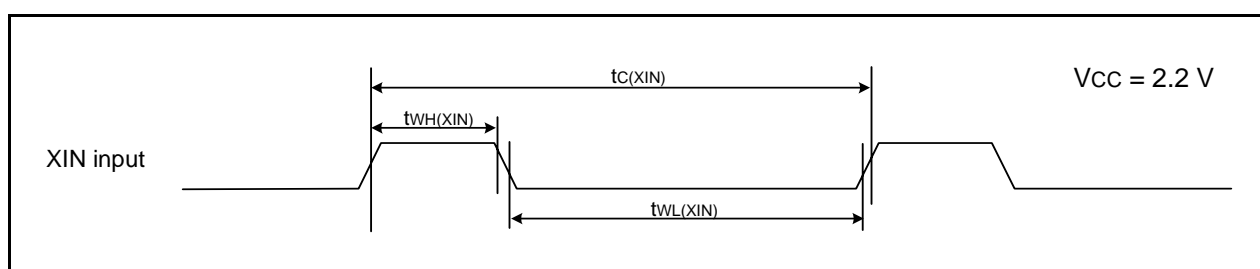 tC(XIN)
VCC = 2.2 V
tWH(XIN)
XIN input
tWL(XIN)